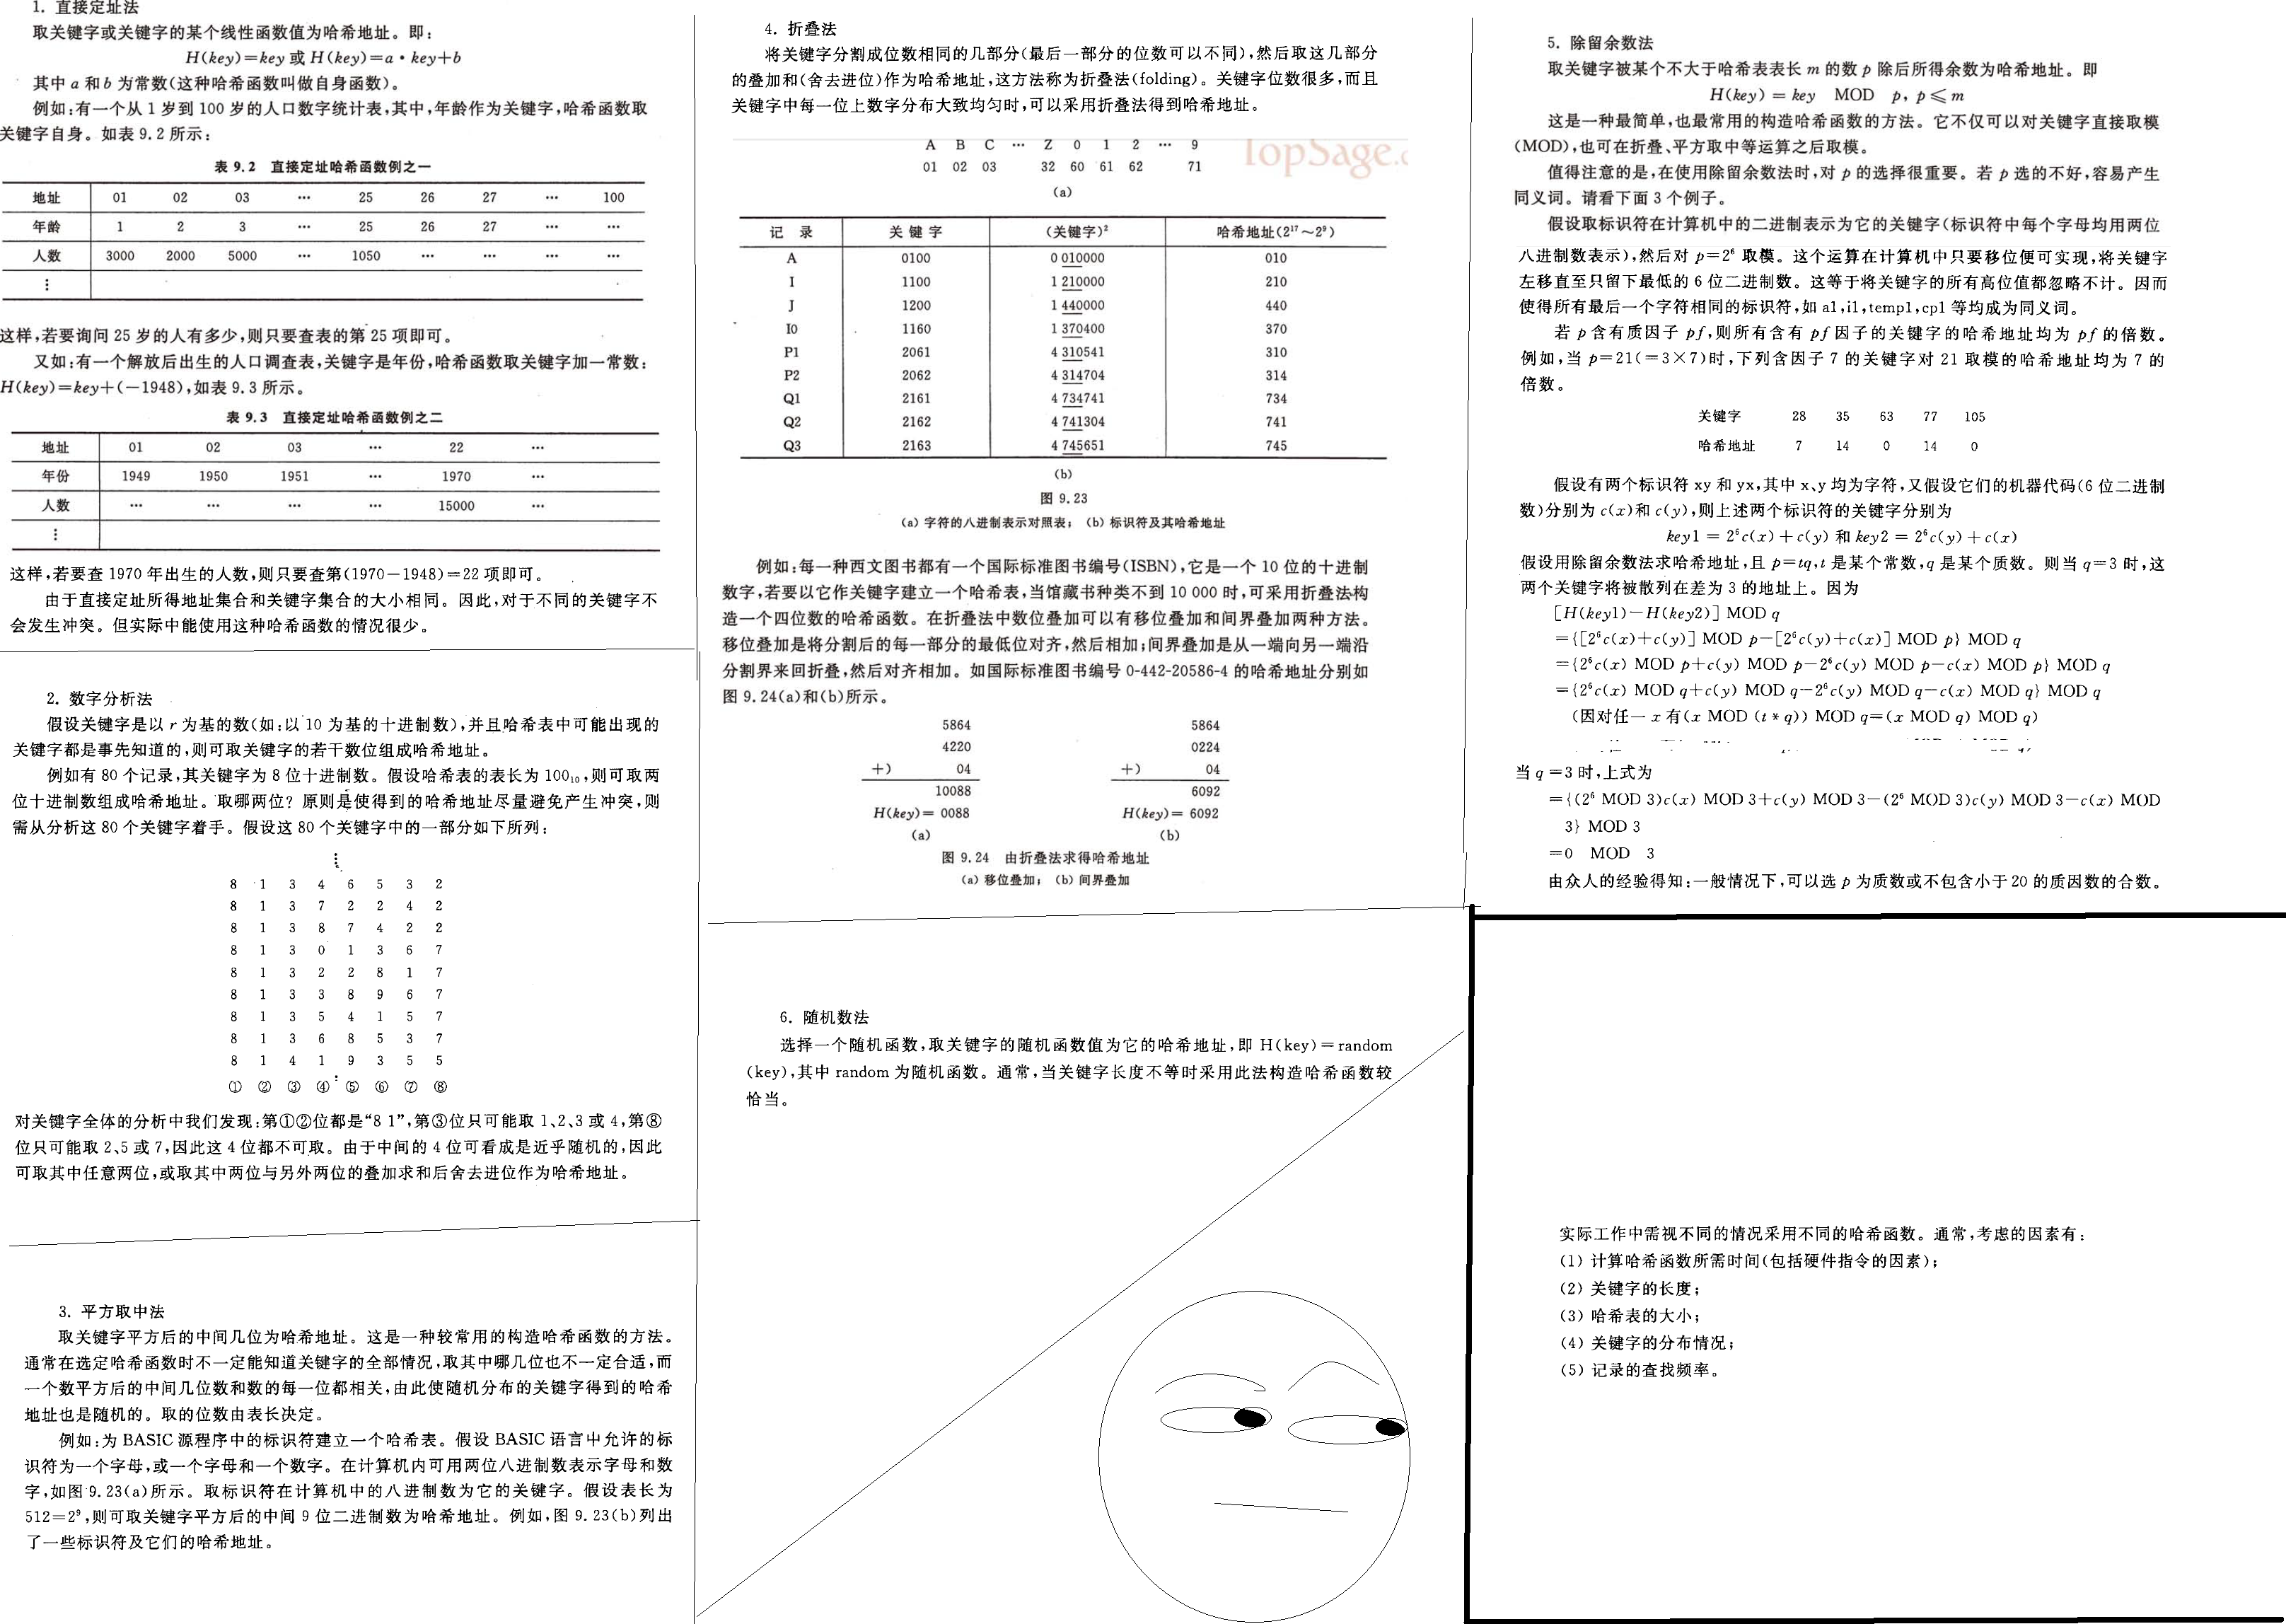 1. 直接定址法
取关键字或关键字的某个线性函数值为哈希地址。即:
H(key)=key 或 H(key)=a·key+b
其中 a 和 b 为常数(这种哈希函数叫做自身函数)。
例如:有一个从 1 岁到 100 岁的人口数字统计表,其中,年龄作为关键字,哈希函数取
关键字自身。如表 9.2 所示:
表 9.2 直接定址哈希函数例之一
地址 01 02 03 … 25 26 27 … 100
年龄 1 2 3 … 25 26 27 … …
人数 3000 2000 5000 … 1050 … … … …
⋮
这样,若要询问 25 岁的人有多少,则只要查表的第 25 项即可。
又如:有一个解放后出生的人口调查表,关键字是年份,哈希函数取关键字加一常数:
H(key)=key+(-1948),如表 9.3 所示。
表 9.3 直接定址哈希函数例之二
地址 01 02 03 … 22 …
年份 1949 1950 1951 … 1970 …
人数 … … … … 15000 …
⋮
这样,若要查 1970 年出生的人数,则只要查第(1970-1948)=22 项即可。
由于直接定址所得地址集合和关键字集合的大小相同。因此,对于不同的关键字不
会发生冲突。但实际中能使用这种哈希函数的情况很少。
2. 数字分析法
假设关键字是以 r 为基的数(如:以 10 为基的十进制数),并且哈希表中可能出现的
关键字都是事先知道的,则可取关键字的若干数位组成哈希地址。
例如有 80 个记录,其关键字为 8 位十进制数。假设哈希表的表长为 100₁₀,则可取两
位十进制数组成哈希地址。取哪两位?原则是使得到的哈希地址尽量避免产生冲突,则
需从分析这 80 个关键字着手。假设这 80 个关键字中的一部分如下所列:
⋮
8 1 3 4 6 5 3 2
8 1 3 7 2 2 4 2
8 1 3 8 7 4 2 2
8 1 3 0 1 3 6 7
8 1 3 2 2 8 1 7
8 1 3 3 8 9 6 7
8 1 3 5 4 1 5 7
8 1 3 6 8 5 3 7
8 1 4 1 9 3 5 5
① ② ③ ④ ⑤ ⑥ ⑦ ⑧
对关键字全体的分析中我们发现:第①②位都是“8 1”,第③位只可能取 1、2、3 或 4,第⑧
位只可能取 2、5 或 7,因此这 4 位都不可取。由于中间的 4 位可看成是近乎随机的,因此
可取其中任意两位,或取其中两位与另外两位的叠加求和后舍去进位作为哈希地址。
3. 平方取中法
取关键字平方后的中间几位为哈希地址。这是一种较常用的构造哈希函数的方法。
通常在选定哈希函数时不一定能知道关键字的全部情况,取其中哪几位也不一定合适,而
一个数平方后的中间几位数和数的每一位都相关,由此使随机分布的关键字得到的哈希
地址也是随机的。取的位数由表长决定。
例如:为 BASIC 源程序中的标识符建立一个哈希表。假设 BASIC 语言中允许的标
识符为一个字母,或一个字母和一个数字。在计算机内可用两位八进制数表示字母和数
字,如图 9.23(a)所示。取标识符在计算机中的八进制数为它的关键字。假设表长为
512=2⁹,则可取关键字平方后的中间 9 位二进制数为哈希地址。例如,图 9.23(b)列出
了一些标识符及它们的哈希地址。
4. 折叠法
将关键字分割成位数相同的几部分(最后一部分的位数可以不同),然后取这几部分
的叠加和(舍去进位)作为哈希地址,这方法称为折叠法(folding)。关键字位数很多,而且
关键字中每一位上数字分布大致均匀时,可以采用折叠法得到哈希地址。
TopSage.c
A B C … Z 0 1 2 … 9
01 02 03 32 60 61 62 71
(a)
记 录 关 键 字 (关键字)² 哈希地址(2¹⁷~2⁹)
A 0100 0 010000 010
I 1100 1 210000 210
J 1200 1 440000 440
I0 1160 1 370400 370
P1 2061 4 310541 310
P2 2062 4 314704 314
Q1 2161 4 734741 734
Q2 2162 4 741304 741
Q3 2163 4 745651 745
(b)
图 9.23
(a) 字符的八进制表示对照表; (b) 标识符及其哈希地址
例如:每一种西文图书都有一个国际标准图书编号(ISBN),它是一个 10 位的十进制
数字,若要以它作关键字建立一个哈希表,当馆藏书种类不到 10 000 时,可采用折叠法构
造一个四位数的哈希函数。在折叠法中数位叠加可以有移位叠加和间界叠加两种方法。
移位叠加是将分割后的每一部分的最低位对齐,然后相加;间界叠加是从一端向另一端沿
分割界来回折叠,然后对齐相加。如国际标准图书编号 0-442-20586-4 的哈希地址分别如
图 9.24(a)和(b)所示。
5864 5864
4220 0224
+) 04 +) 04
10088 6092
H(key)= 0088 H(key)= 6092
(a) (b)
图 9.24 由折叠法求得哈希地址
(a) 移位叠加; (b) 间界叠加
6. 随机数法
选择一个随机函数,取关键字的随机函数值为它的哈希地址,即 H(key)=random
(key),其中 random 为随机函数。通常,当关键字长度不等时采用此法构造哈希函数较
恰当。
5. 除留余数法
取关键字被某个不大于哈希表表长 m 的数 p 除后所得余数为哈希地址。即
H(key) = key MOD p, p≤m
这是一种最简单,也最常用的构造哈希函数的方法。它不仅可以对关键字直接取模
(MOD),也可在折叠、平方取中等运算之后取模。
值得注意的是,在使用除留余数法时,对 p 的选择很重要。若 p 选的不好,容易产生
同义词。请看下面 3 个例子。
假设取标识符在计算机中的二进制表示为它的关键字(标识符中每个字母均用两位
八进制数表示),然后对 p=2⁶ 取模。这个运算在计算机中只要移位便可实现,将关键字
左移直至只留下最低的 6 位二进制数。这等于将关键字的所有高位值都忽略不计。因而
使得所有最后一个字符相同的标识符,如 a1,i1,temp1,cp1 等均成为同义词。
若 p 含有质因子 pf,则所有含有 pf 因子的关键字的哈希地址均为 pf 的倍数。
例如,当 p=21(=3×7)时,下列含因子 7 的关键字对 21 取模的哈希地址均为 7 的
倍数。
关键字 28 35 63 77 105
哈希地址 7 14 0 14 0
假设有两个标识符 xy 和 yx,其中 x、y 均为字符,又假设它们的机器代码(6 位二进制
数)分别为 c(x)和 c(y),则上述两个标识符的关键字分别为
key1 = 2⁶c(x)+c(y) 和 key2 = 2⁶c(y)+c(x)
假设用除留余数法求哈希地址,且 p=tq,t 是某个常数,q 是某个质数。则当 q=3 时,这
两个关键字将被散列在差为 3 的地址上。因为
[H(key1)-H(key2)] MOD q
={[2⁶c(x)+c(y)] MOD p-[2⁶c(y)+c(x)] MOD p} MOD q
={2⁶c(x) MOD p+c(y) MOD p-2⁶c(y) MOD p-c(x) MOD p} MOD q
={2⁶c(x) MOD q+c(y) MOD q-2⁶c(y) MOD q-c(x) MOD q} MOD q
(因对任一 x 有(x MOD (t * q)) MOD q=(x MOD q) MOD q)
当 q=3 时,上式为
={(2⁶ MOD 3)c(x) MOD 3+c(y) MOD 3-(2⁶ MOD 3)c(y) MOD 3-c(x) MOD
3} MOD 3
=0 MOD 3
由众人的经验得知:一般情况下,可以选 p 为质数或不包含小于 20 的质因数的合数。
实际工作中需视不同的情况采用不同的哈希函数。通常,考虑的因素有:
(1) 计算哈希函数所需时间(包括硬件指令的因素);
(2) 关键字的长度;
(3) 哈希表的大小;
(4) 关键字的分布情况;
(5) 记录的查找频率。